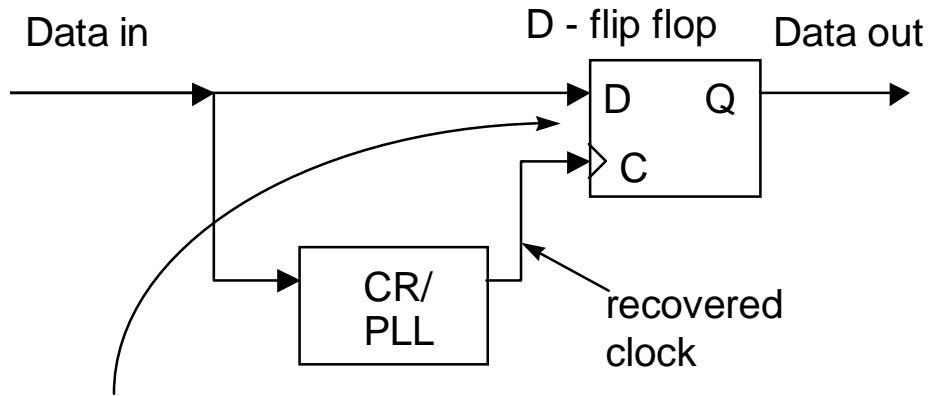 Data in
D - flip flop
Data out
D
Q
C
CR/
PLL
recovered
clock